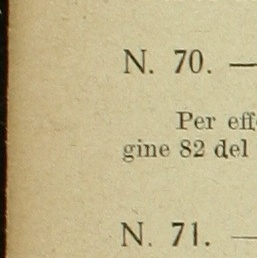 N. 70. —
Per eff
gine 82 del
N. 71. —